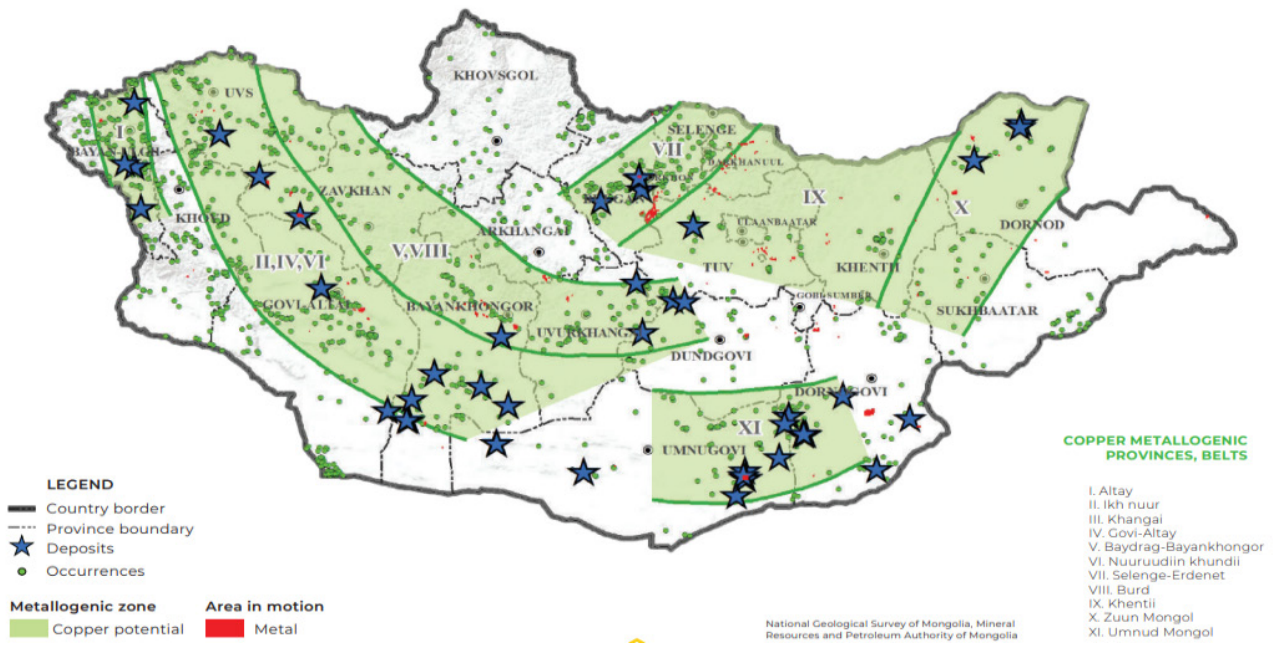 KHOVSGOL
UVS
SELENGE
VII
I
BAYAN-ULGII
DARKHANUUL
ORKHON
ZAVKHAN
IX
BULGAN
X
KHOVD
ULAANBAATAR
DORNOD
ARKHANGAI
V,VIII
II,IV,VI
TUV
KHENTII
GOVI-ALTAI
BAYANKHONGOR
GOBI-SUMBER
SUKHBAATAR
UVURKHANGAI
DUNDGOVI
DORNOGOVI
XI
UMNUGOVI
COPPER METALLOGENIC
PROVINCES, BELTS
I. Altay
II. Ikh nuur
III. Khangai
IV. Govi-Altay
V. Baydrag-Bayankhongor
VI. Nuuruudiin khundii
VII. Selenge-Erdenet
VIII. Burd
IX. Khentii
X. Zuun Mongol
XI. Umnud Mongol
LEGEND
Country border
Province boundary
Deposits
Occurrences
Metallogenic zone
Copper potential
Area in motion
Metal
National Geological Survey of Mongolia, Mineral
Resources and Petroleum Authority of Mongolia